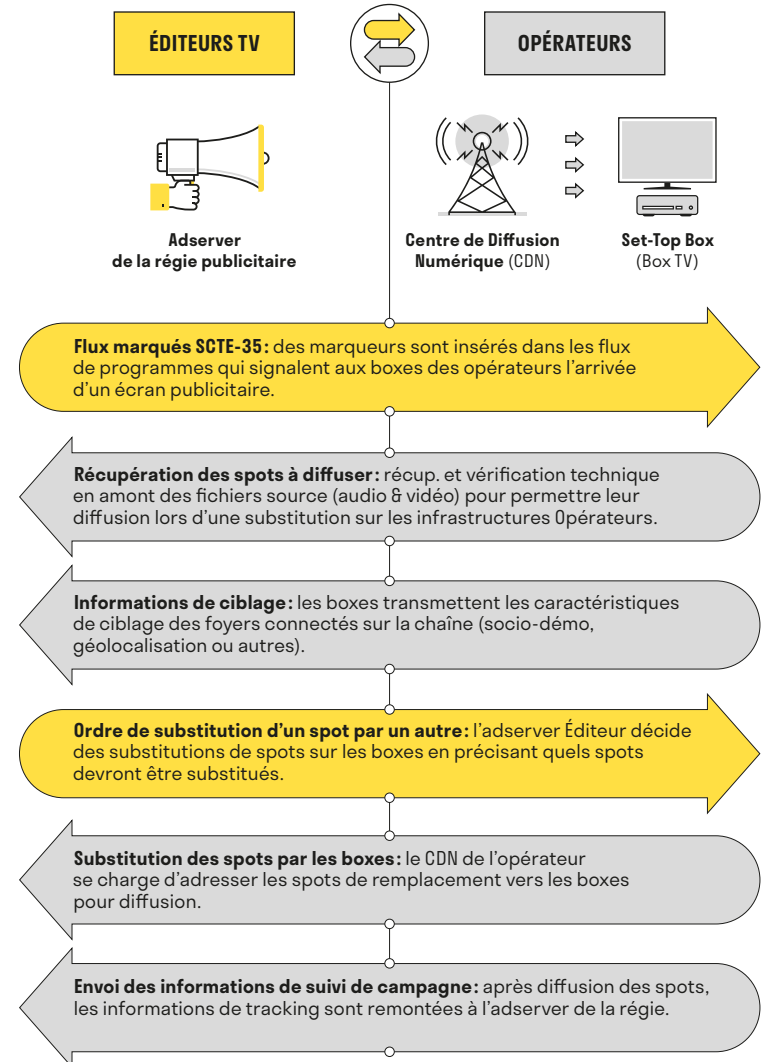 ÉDITEURS TV
OPÉRATEURS
Adserver
de la régie publicitaire
Centre de Diffusion
Numérique (CDN)
Set-Top Box
(Box TV)
Flux marqués SCTE-35: des marqueurs sont insérés dans les flux
de programmes qui signalent aux boxes des opérateurs l'arrivée
d'un écran publicitaire.
Récupération des spots à diffuser: récup. et vérification technique
en amont des fichiers source (audio & vidéo) pour permettre leur
diffusion lors d'une substitution sur les infrastructures Opérateurs.
Informations de ciblage: les boxes transmettent les caractéristiques
de ciblage des foyers connectés sur la chaîne (socio-démo,
géolocalisation ou autres).
Ordre de substitution d'un spot par un autre: l'adserver Éditeur décide
des substitutions de spots sur les boxes en précisant quels spots
devront être substitués.
Substitution des spots par les boxes: le CDN de l'opérateur
se charge d'adresser les spots de remplacement vers les boxes
pour diffusion.
Envoi des informations de suivi de campagne: après diffusion des spots,
les informations de tracking sont remontées à l'adserver de la régie.